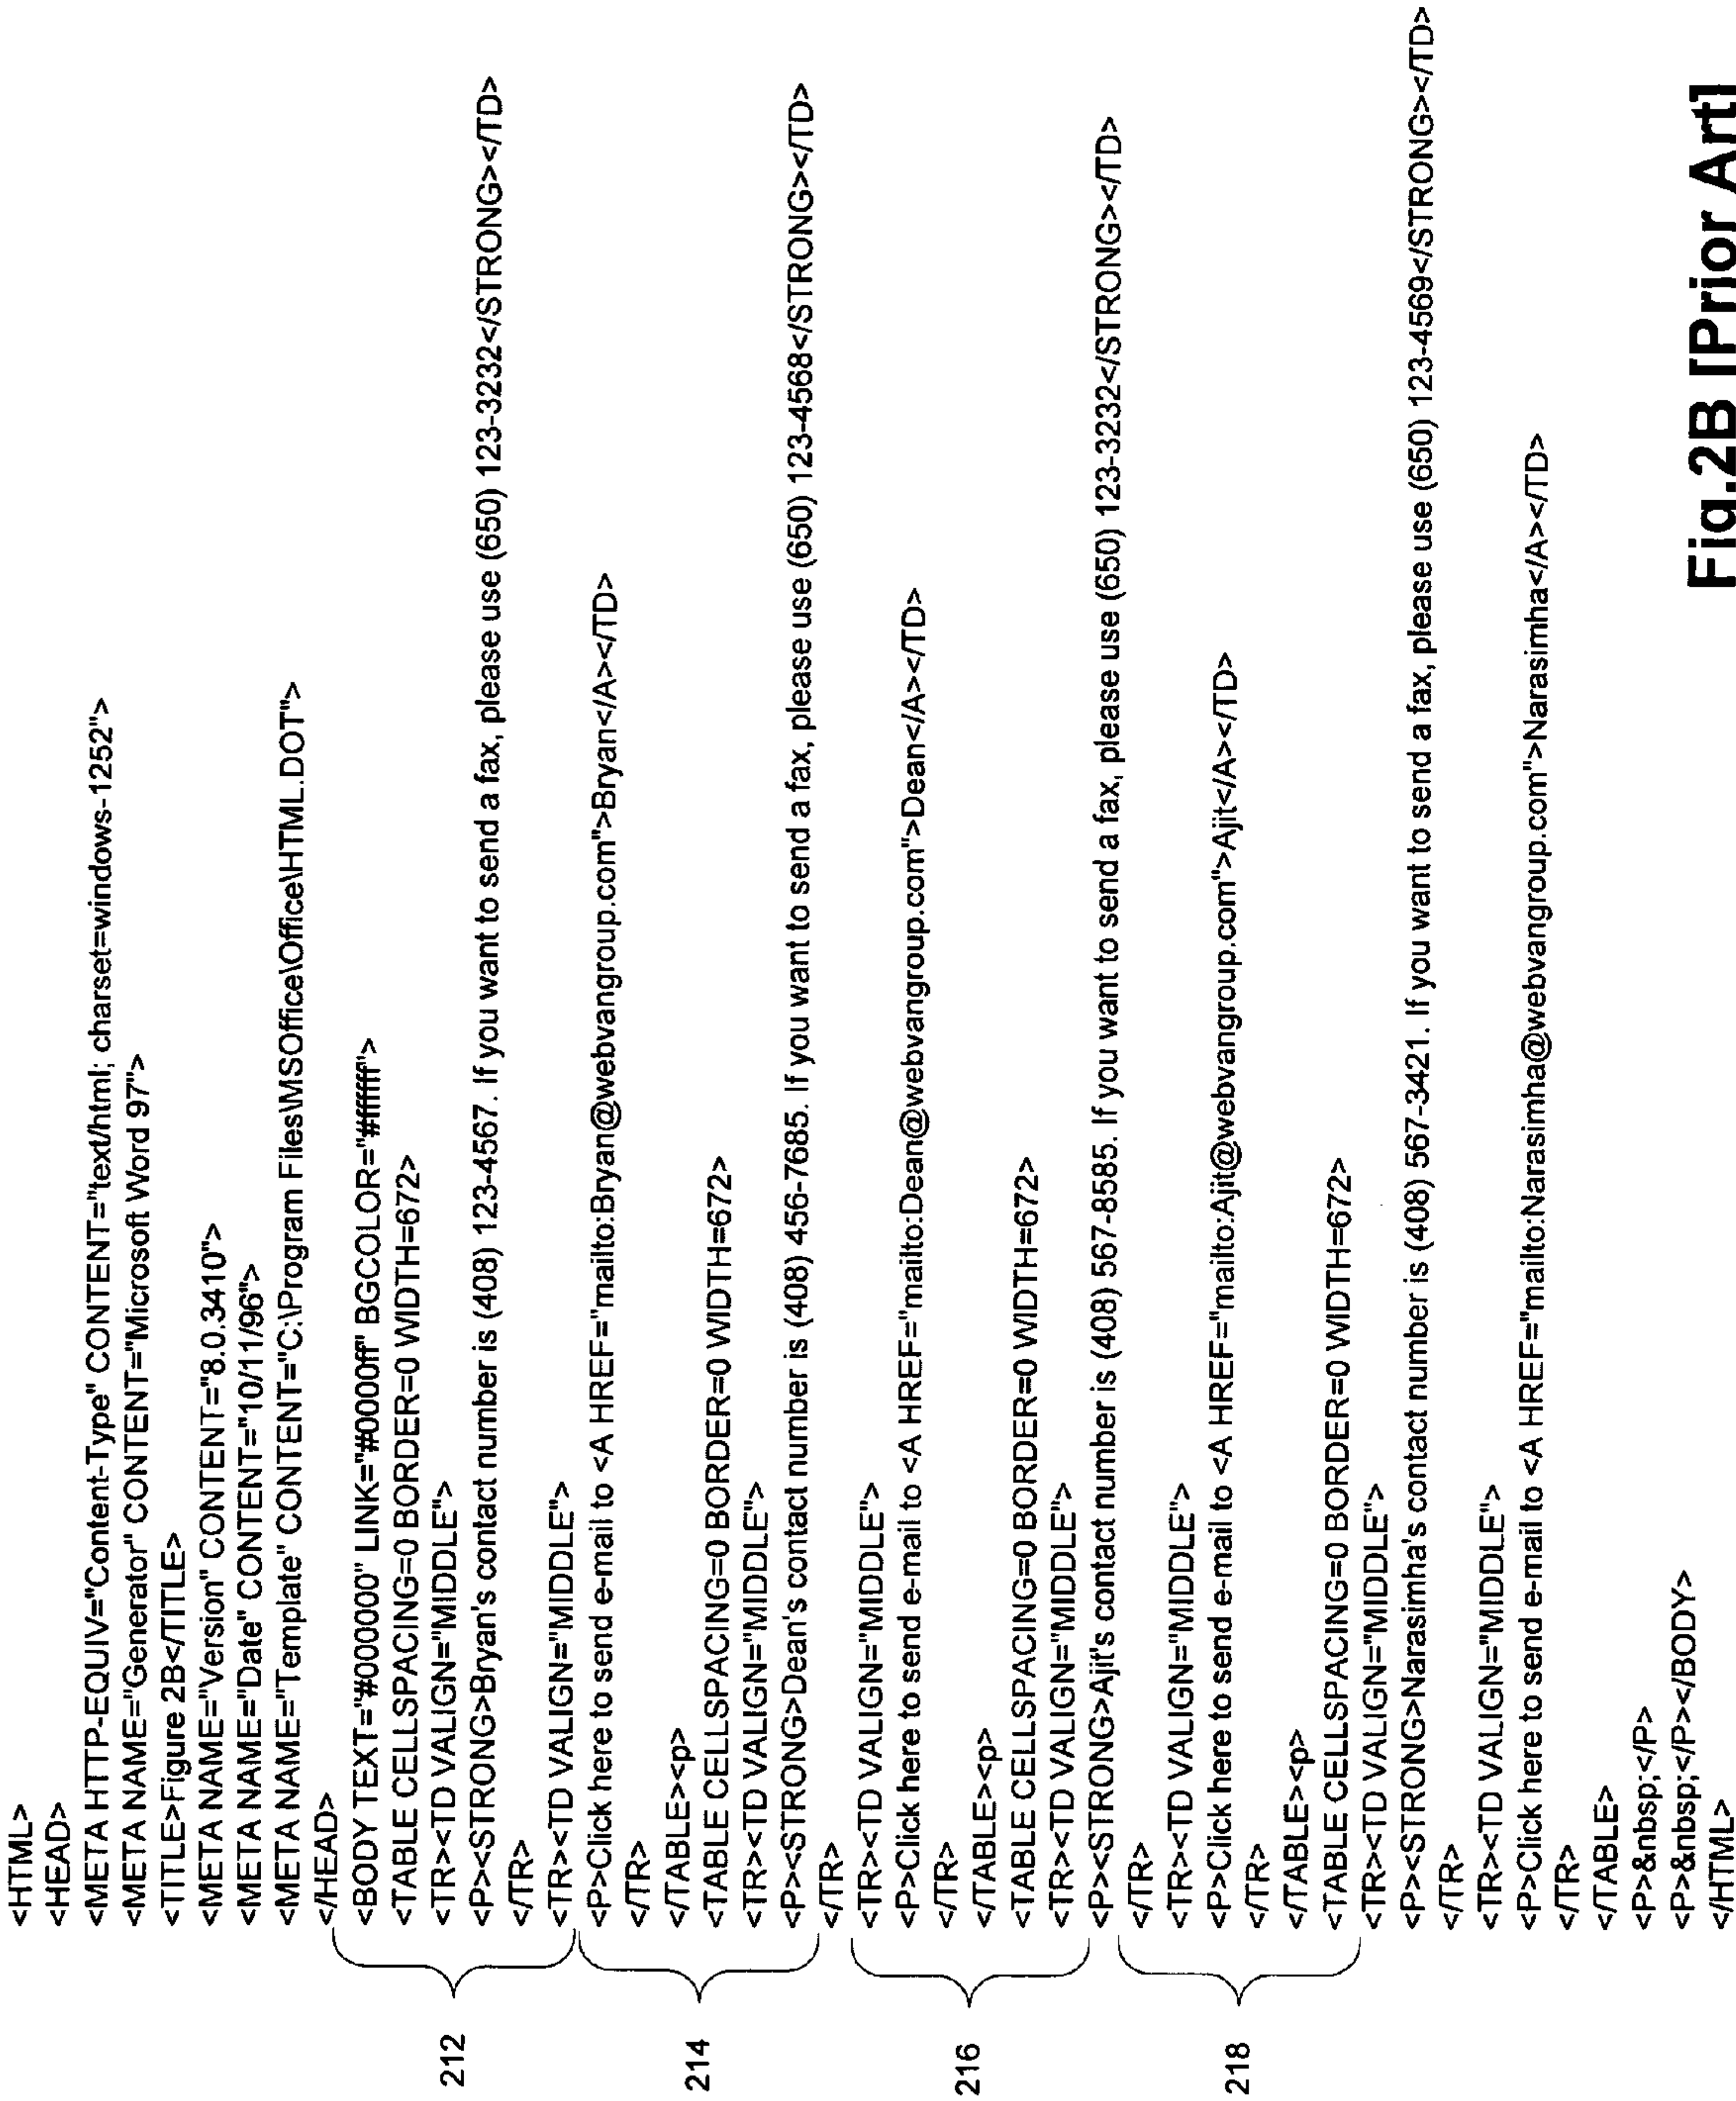 <HTML>
<HEAD>
<META HTTP-EQUIV="Content-Type" CONTENT="text/html; charset=windows-1252">
<META NAME="Generator" CONTENT="Microsoft Word 97">
<TITLE>Figure 2B</TITLE>
<META NAME="Version" CONTENT="8.0.3410">
<META NAME="Date" CONTENT="10/11/96">
<META NAME="Template" CONTENT="C:\Program Files\MSOffice\Office\HTML.DOT">
</HEAD>
<BODY TEXT="#000000" LINK="#0000ff" BGCOLOR="#ffffff">
<TABLE CELLSPACING=0 BORDER=0 WIDTH=672>
<TR><TD VALIGN="MIDDLE">
<P><STRONG>Bryan's contact number is (408) 123-4567. If you want to send a fax, please use (650) 123-3232</STRONG></TD>
</TR>
<TR><TD VALIGN="MIDDLE">
<P>Click here to send e-mail to <A HREF="mailto:Bryan@webvangroup.com">Bryan</A></TD>
</TR>
</TABLE><p>
<TABLE CELLSPACING=0 BORDER=0 WIDTH=672>
<TR><TD VALIGN="MIDDLE">
<P><STRONG>Dean's contact number is (408) 456-7685. If you want to send a fax, please use (650) 123-4568</STRONG></TD>
</TR>
<TR><TD VALIGN="MIDDLE">
<P>Click here to send e-mail to <A HREF="mailto:Dean@webvangroup.com">Dean</A></TD>
</TR>
</TABLE><p>
<TABLE CELLSPACING=0 BORDER=0 WIDTH=672>
<TR><TD VALIGN="MIDDLE">
<P><STRONG>Ajit's contact number is (408) 567-8585. If you want to send a fax, please use (650) 123-3232</STRONG></TD>
</TR>
<TR><TD VALIGN="MIDDLE">
<P>Click here to send e-mail to <A HREF="mailto:Ajit@webvangroup.com">Ajit</A></TD>
</TR>
</TABLE><p>
<TABLE CELLSPACING=0 BORDER=0 WIDTH=672>
<TR><TD VALIGN="MIDDLE">
<P><STRONG>Narasimha's contact number is (408) 567-3421. If you want to send a fax, please use (650) 123-4569</STRONG></TD>
</TR>
<TR><TD VALIGN="MIDDLE">
<P>Click here to send e-mail to <A HREF="mailto:Narasimha@webvangroup.com">Narasimha</A></TD>
</TR>
</TABLE>
<P>&nbsp;</P>
<P>&nbsp;</P></BODY>
</HTML>
212
214
216
218
Fig.2B [Prior Art]